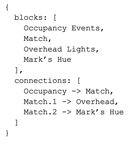 {
blocks: [
Occupancy Events,
Match,
Overhead Lights,
Mark's Hue
],
connections: [
Occupancy -> Match,
Match.1 -> Overhead,
Match.2 -> Mark's Hue
]
}